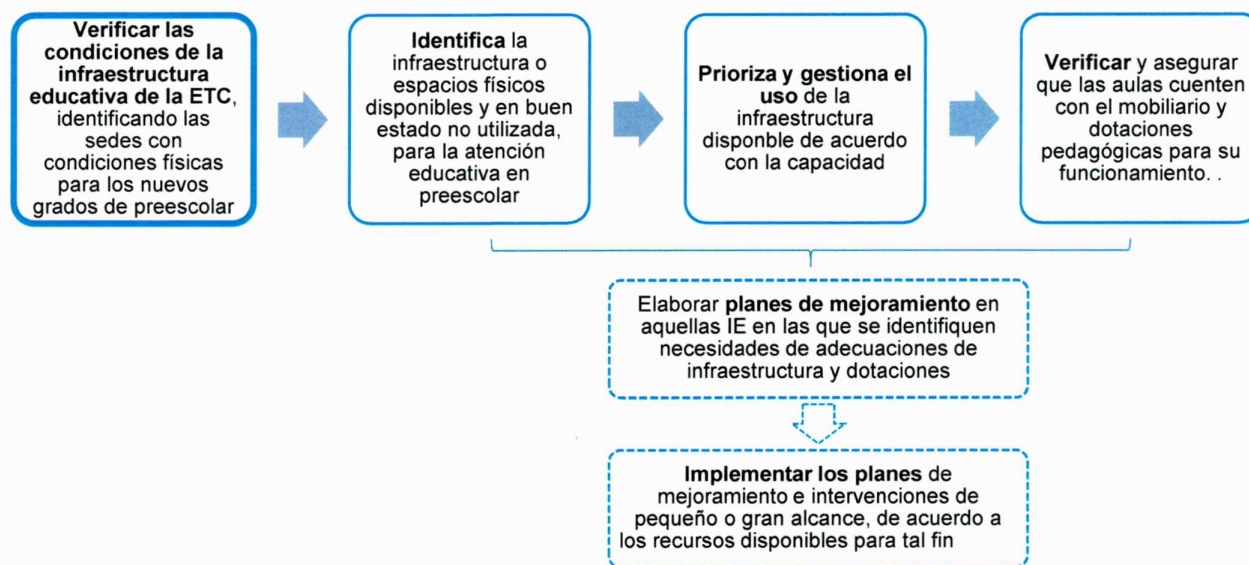 Verificar las
condiciones de la
infraestructura
educativa de la ETC,
identificando las
sedes con
condiciones físicas
para los nuevos
grados de preescolar
Identifica la
infraestructura o
espacios físicos
disponibles y en buen
estado no utilizada,
para la atención
educativa en
preescolar
Prioriza y gestiona el
uso de la
infraestructura
disponble de acuerdo
con la capacidad
Verificar y asegurar
que las aulas cuenten
con el mobiliario y
dotaciones
pedagógicas para su
funcionamiento. .
Elaborar planes de mejoramiento en
aquellas IE en las que se identifiquen
necesidades de adecuaciones de
infraestructura y dotaciones
Implementar los planes de
mejoramiento e intervenciones de
pequeño o gran alcance, de acuerdo a
los recursos disponibles para tal fin